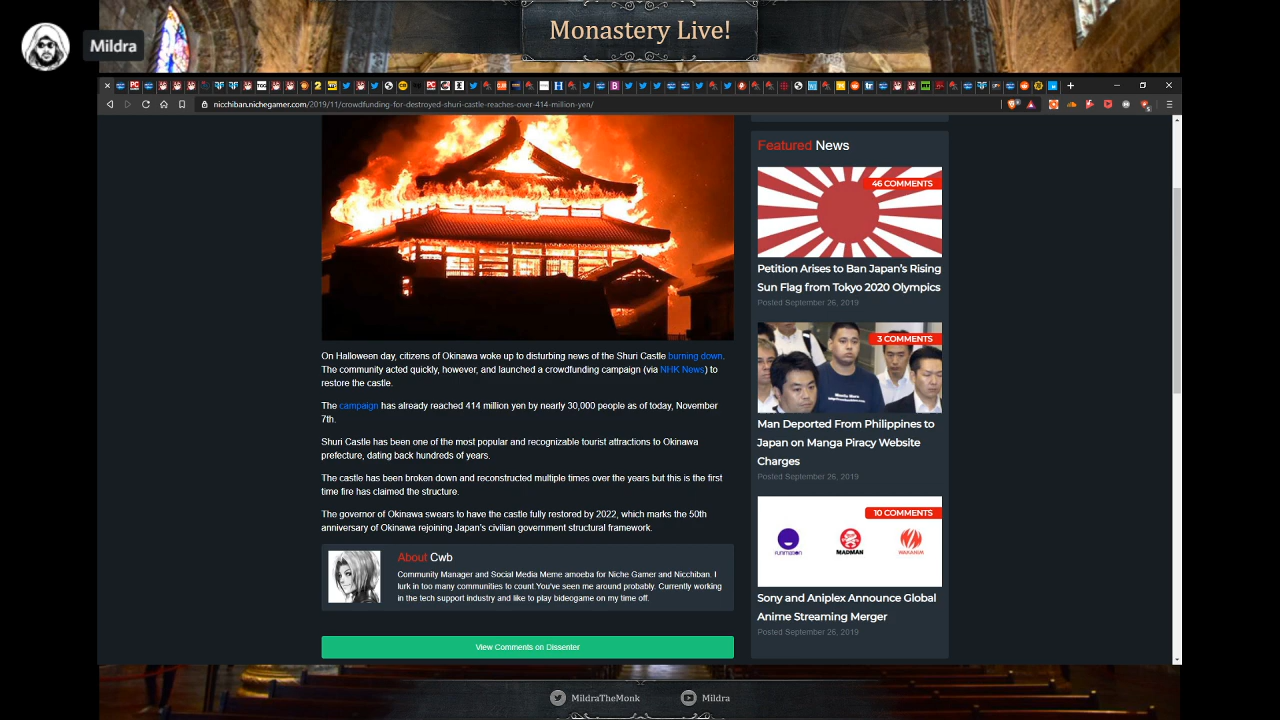 Monastery Live!
Mildra
nicchiban.nichegamer.com/2019/11/crowdfunding-for-destroyed-shuri-castle-reaches-over-414-million-yen/
On Halloween day, citizens of Okinawa woke up to disturbing news of the Shuri Castle burning down.
The community acted quickly, however, and launched a crowdfunding campaign (via NHK News) to
restore the castle.
The campaign has already reached 414 million yen by nearly 30,000 people as of today, November
7th.
Shuri Castle has been one of the most popular and recognizable tourist attractions to Okinawa
prefecture, dating back hundreds of years.
The castle has been broken down and reconstructed multiple times over the years but this is the first
time fire has claimed the structure.
The governor of Okinawa swears to have the castle fully restored by 2022, which marks the 50th
anniversary of Okinawa rejoining Japan's civilian government structural framework.
About Cwb
Community Manager and Social Media Meme amoeba for Niche Gamer and Nicchiban. I
lurk in too many communities to count You've seen me around probably. Currently working
in the tech support industry and like to play bideogame on my time off.
View Comments on Dissenter
Featured News
46 COMMENTS
Petition Arises to Ban Japan's Rising
Sun Flag from Tokyo 2020 Olympics
Posted September 26, 2019
3 COMMENTS
Man Deported From Philippines to
Japan on Manga Piracy Website
Charges
Posted September 26, 2019
10 COMMENTS
FUNIMATION
MADMAN
WAKANIM
Sony and Aniplex Announce Global
Anime Streaming Merger
Posted September 26, 2019
MildraTheMonk
Mildra